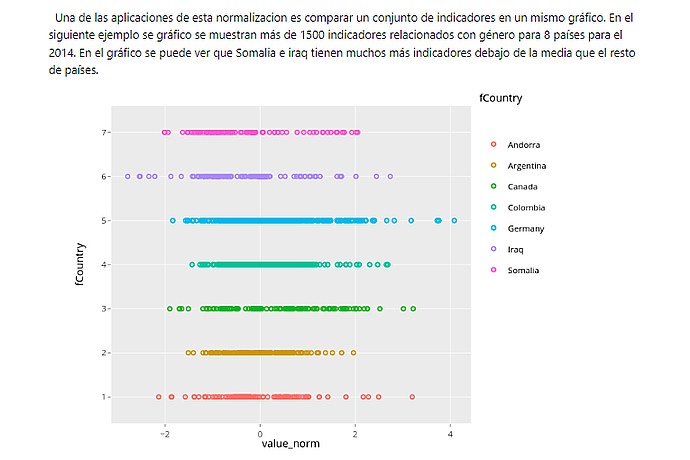 Una de las aplicaciones de esta normalizacion es comparar un conjunto de indicadores en un mismo gráfico. En el
siguiente ejemplo se gráfico se muestran más de 1500 indicadores relacionados con género para 8 países para el
2014. En el gráfico se puede ver que Somalia e iraq tienen muchos más indicadores debajo de la media que el resto
de países.
fCountry
7
6
5
4
3
2
1
fCountry
−2 0 2 4
value_norm
Andorra
Argentina
Canada
Colombia
Germany
Iraq
Somalia